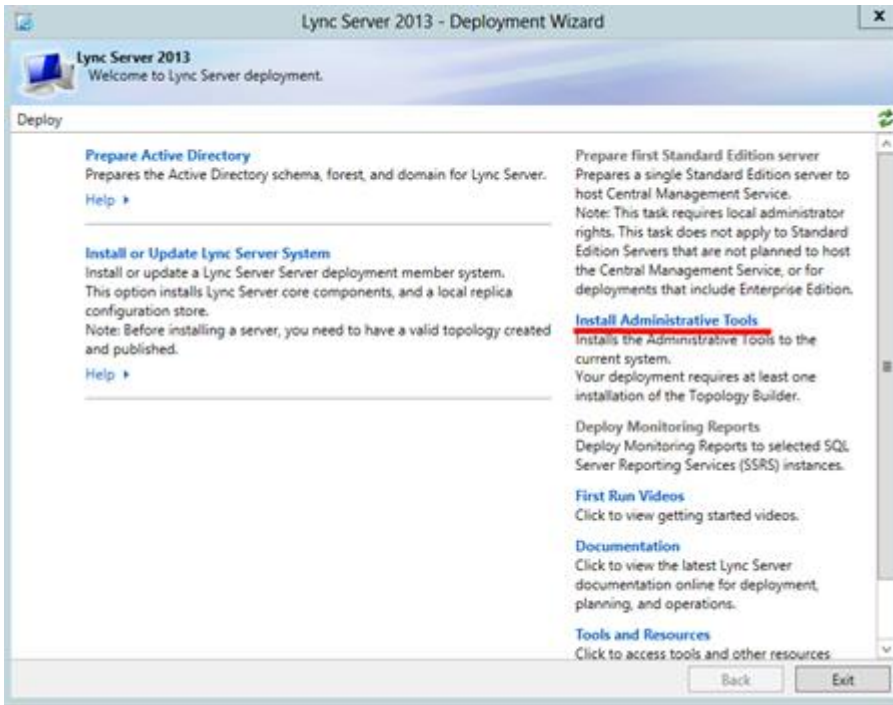 Lync Server 2013 - Deployment Wizard
x
Lync Server 2013
Welcome to Lync Server deployment.
Deploy
Prepare Active Directory
Prepares the Active Directory schema, forest, and domain for Lync Server.
Help
Install or Update Lync Server System
Install or update a Lync Server Server deployment member system.
This option installs Lync Server core components, and a local replica
configuration store.
Note: Before installing a server, you need to have a valid topology created
and published.
Help
Prepare first Standard Edition server
Prepares a single Standard Edition server to
host Central Management Service.
Note: This task requires local administrator
rights. This task does not apply to Standard
Edition Servers that are not planned to host
the Central Management Service, or for
deployments that include Enterprise Edition.
Install Administrative Tools
Installs the Administrative Tools to the
current system.
Your deployment requires at least one
installation of the Topology Builder.
Deploy Monitoring Reports
Deploy Monitoring Reports to selected SQL
Server Reporting Services (SSRS) instances.
First Run Videos
Click to view getting started videos.
Documentation
Click to view the latest Lync Server
documentation online for deployment,
planning, and operations.
Tools and Resources
Click to access tools and other resources
Back
Exit